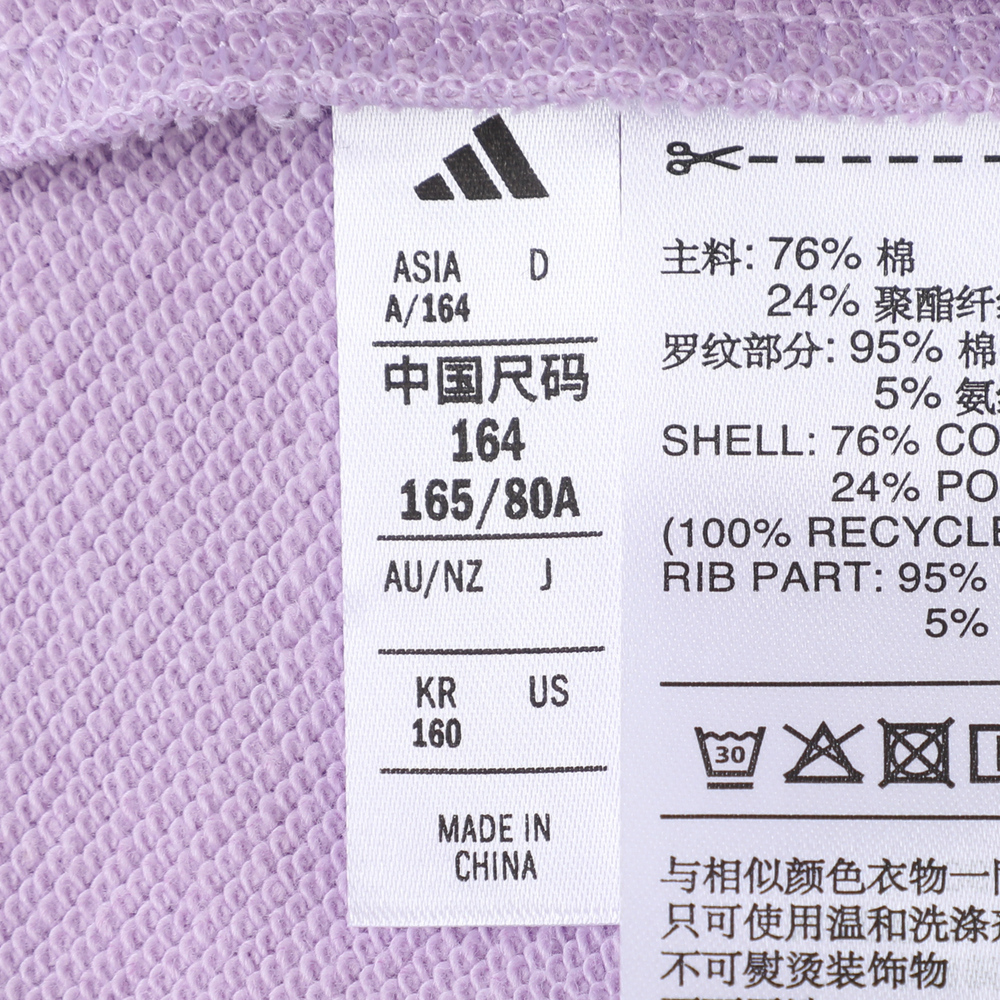 ASIA D
A/164
中国尺码
164
165/80A
AU/NZ J
KR US
160
MADE IN
CHINA
主料: 76% 棉
24% 聚酯纤
罗纹部分: 95% 棉
5% 氨
SHELL: 76% CO
24% PO
(100% RECYCLE
RIB PART: 95%
5%
30
与相似颜色衣物一
只可使用温和洗涤
不可熨烫装饰物